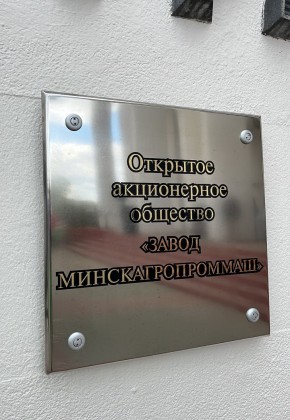 Открытое
акционерное
общество
«ЗАВОД
МИНСКАГРОПРОММАШ»